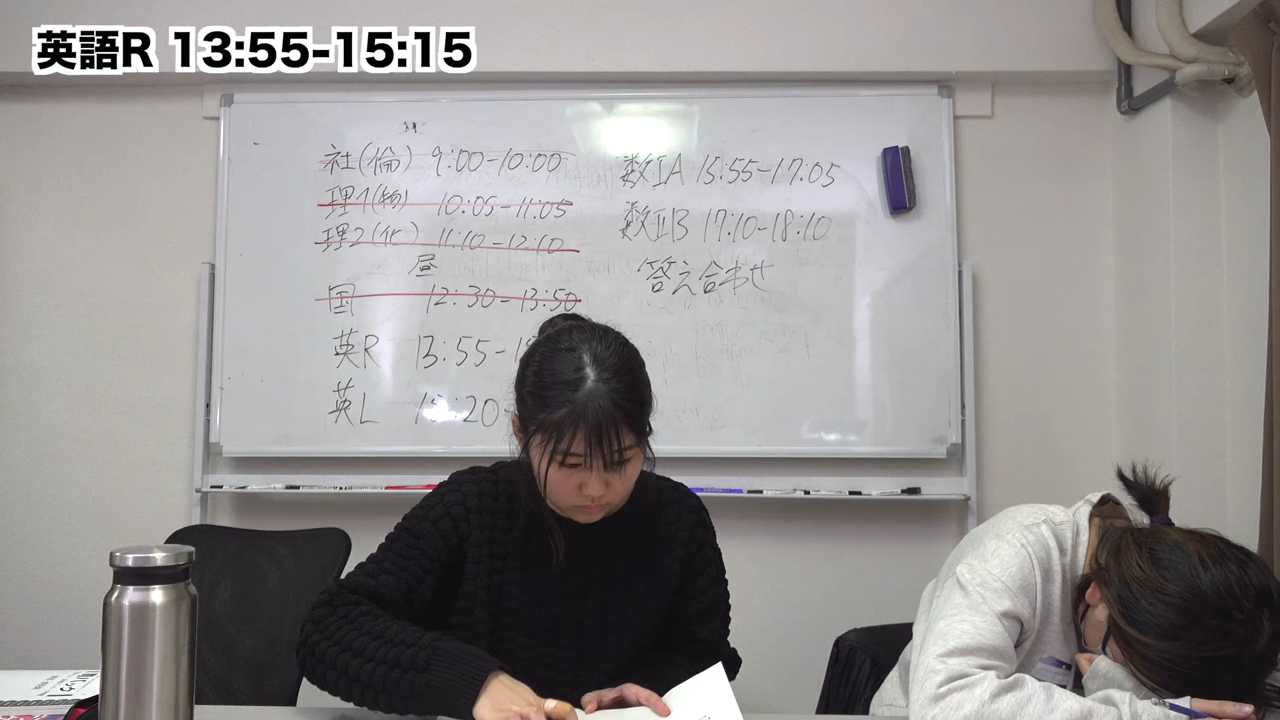 英語R 13:55-15:15
社(倫) 9:00-10:00
理1(物) 10:05-11:05
理2(化) 11:10-12:10
昼
国 12:30-13:50
英R 13:55-
英L 15:20
数ⅠA 15:55-17:05
数ⅡB 17:10-18:10
答え合わせ